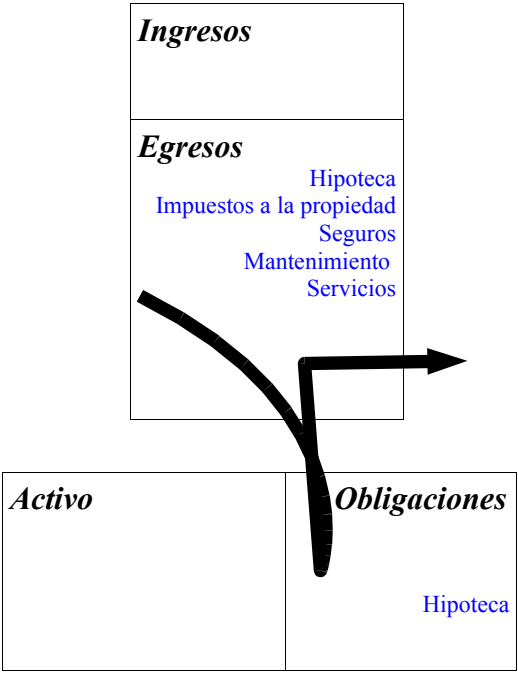 Ingresos
Egresos
Hipoteca
Impuestos a la propiedad
Seguros
Mantenimiento
Servicios
Activo
Obligaciones
Hipoteca